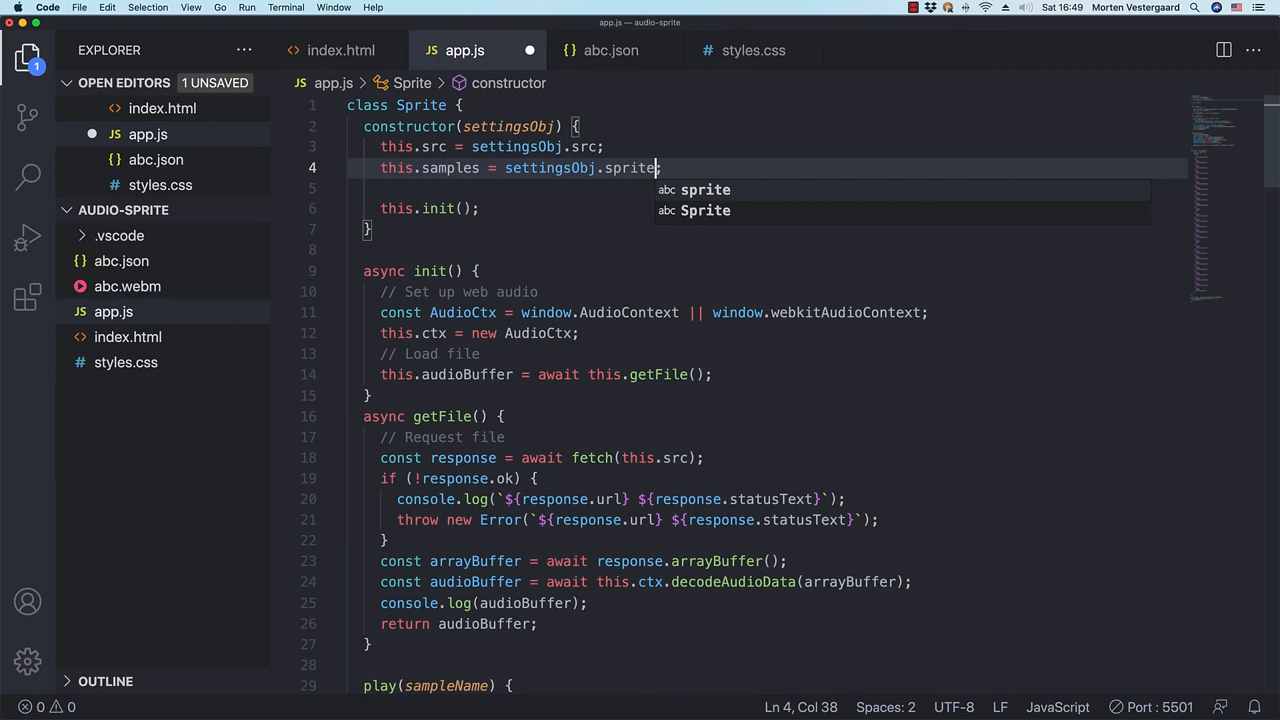 Code File Edit Selection View Go Run Terminal Window Help Sat 16:49 Morten Vestergaard
app.js — audio-sprite
EXPLORER
index.html
app.js
abc.json
styles.css
1
OPEN EDITORS 1 UNSAVED
index.html
app.js
abc.json
styles.css
AUDIO-SPRITE
.vscode
abc.json
abc.webm
app.js
index.html
styles.css
OUTLINE
JS app.js > Sprite > constructor
1 class Sprite {
2 constructor(settingsObj) {
3 this.src = settingsObj.src;
4 this.samples = settingsObj.sprite;
abc sprite
abc Sprite
5
6 this.init();
7 }
8
9 async init() {
10 // Set up web audio
11 const AudioCtx = window.AudioContext || window.webkitAudioContext;
12 this.ctx = new AudioCtx;
13 // Load file
14 this.audioBuffer = await this.getFile();
15 }
16 async getFile() {
17 // Request file
18 const response = await fetch(this.src);
19 if (!response.ok) {
20 console.log(`${response.url} ${response.statusText}`);
21 throw new Error(`${response.url} ${response.statusText}`);
22 }
23 const arrayBuffer = await response.arrayBuffer();
24 const audioBuffer = await this.ctx.decodeAudioData(arrayBuffer);
25 console.log(audioBuffer);
26 return audioBuffer;
27 }
28
29 play(sampleName) {
0 0 Ln 4, Col 38 Spaces: 2 UTF-8 LF JavaScript Port : 5501